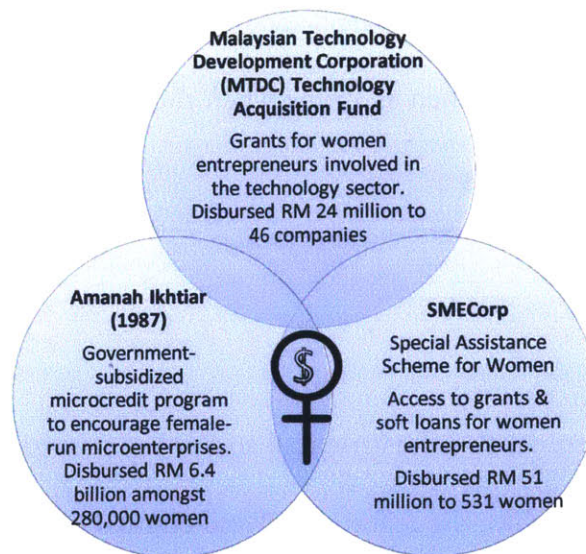 Malaysian Technology
Development Corporation
(MTDC) Technology
Acquisition Fund
Grants for women
entrepreneurs involved in
the technology sector.
Disbursed RM 24 million to
46 companies
Amanah Ikhtiar
(1987)
Government-
subsidized
microcredit program
to encourage female-
run microenterprises.
Disbursed RM 6.4
billion amongst
280,000 women
$
SMECorp
Special Assistance
Scheme for Women
Access to grants &
soft loans for women
entrepreneurs.
Disbursed RM 51
million to 531 women